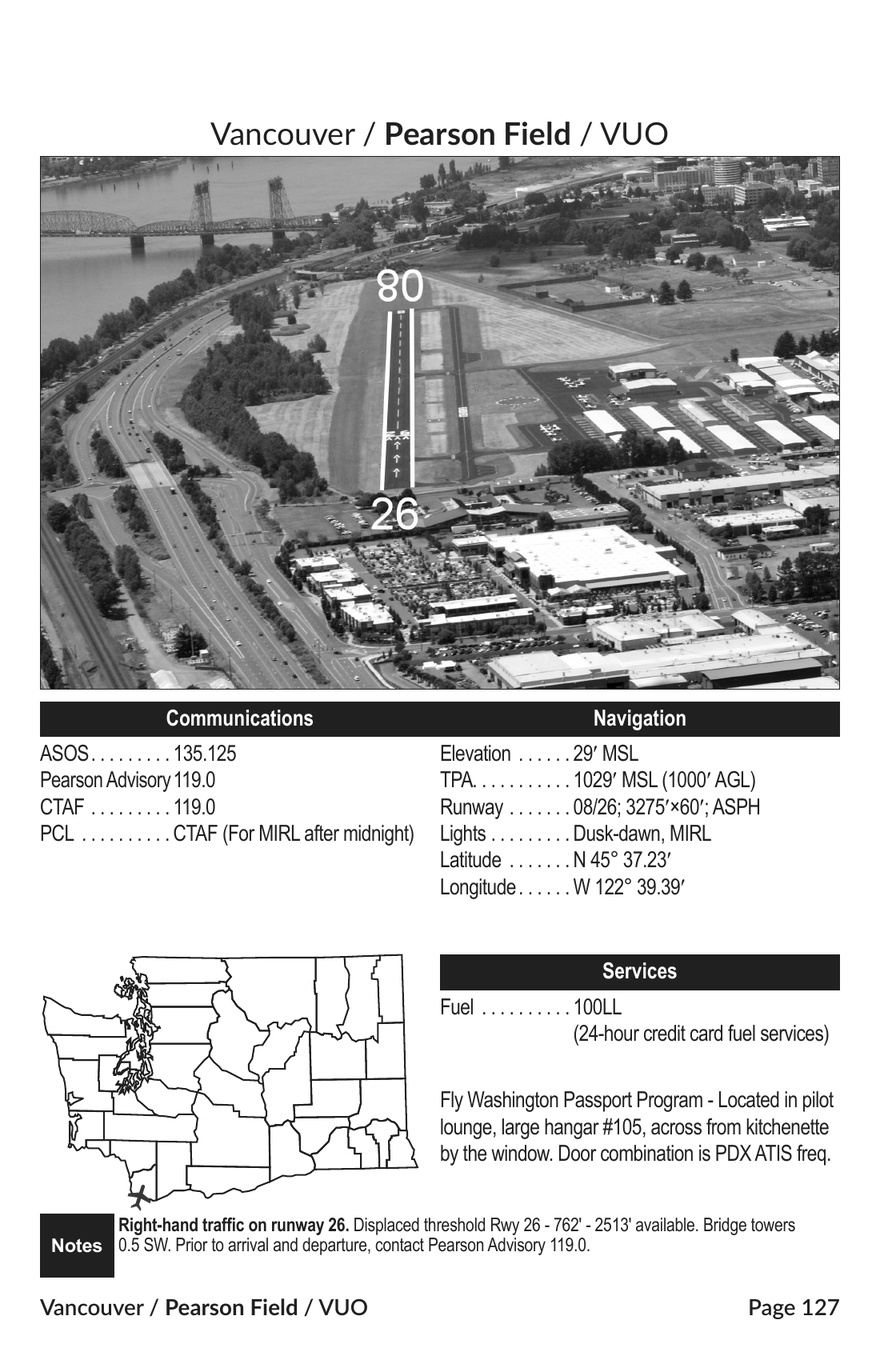 Vancouver / Pearson Field / VUO
80
26
Communications
ASOS. . . . . . . . . 135.125
Pearson Advisory 119.0
CTAF . . . . . . . . . 119.0
PCL . . . . . . . . . . CTAF (For MIRL after midnight)
Navigation
Elevation . . . . . . 29′ MSL
TPA. . . . . . . . . . . 1029′ MSL (1000′ AGL)
Runway . . . . . . . 08/26; 3275′×60′; ASPH
Lights . . . . . . . . . Dusk-dawn, MIRL
Latitude . . . . . . . N 45° 37.23′
Longitude. . . . . . W 122° 39.39′
Services
Fuel . . . . . . . . . . 100LL
(24-hour credit card fuel services)
Fly Washington Passport Program - Located in pilot
lounge, large hangar #105, across from kitchenette
by the window. Door combination is PDX ATIS freq.
Notes
Right-hand traffic on runway 26. Displaced threshold Rwy 26 - 762' - 2513' available. Bridge towers
0.5 SW. Prior to arrival and departure, contact Pearson Advisory 119.0.
Vancouver / Pearson Field / VUO
Page 127